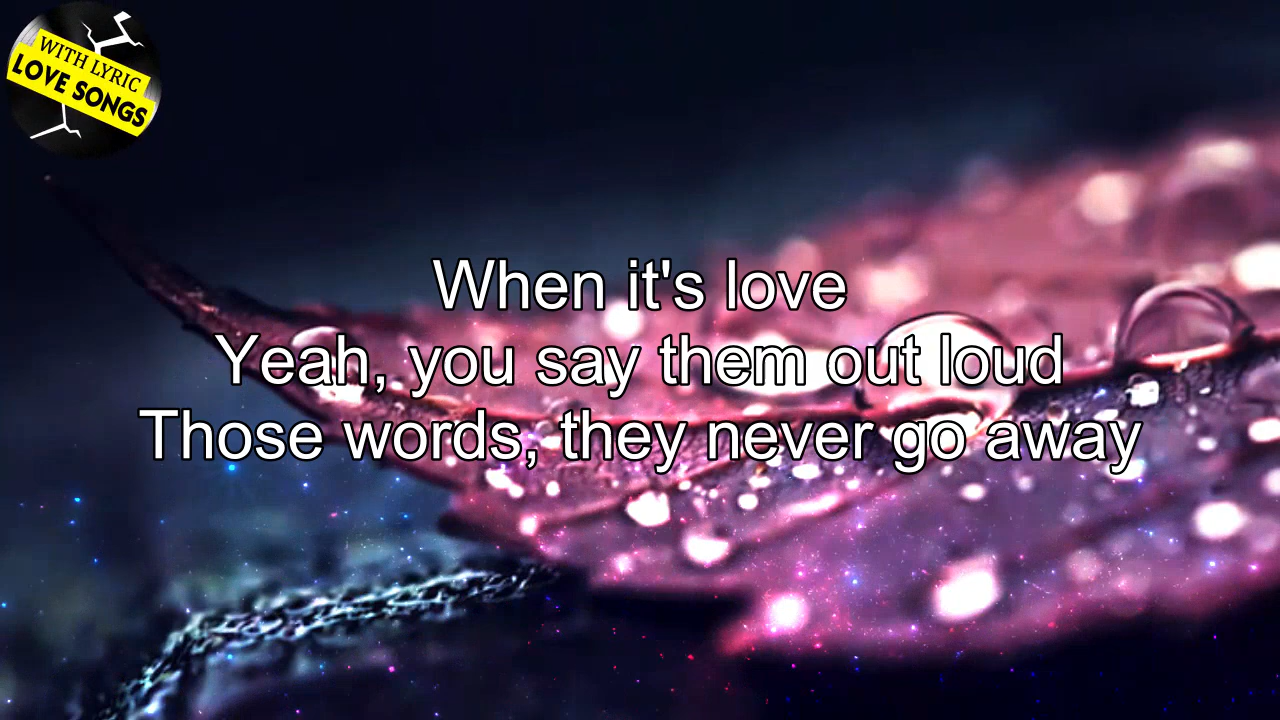 WITH LYRIC
LOVE SONGS
When it's love
Yeah, you say them out loud
Those words, they never go away